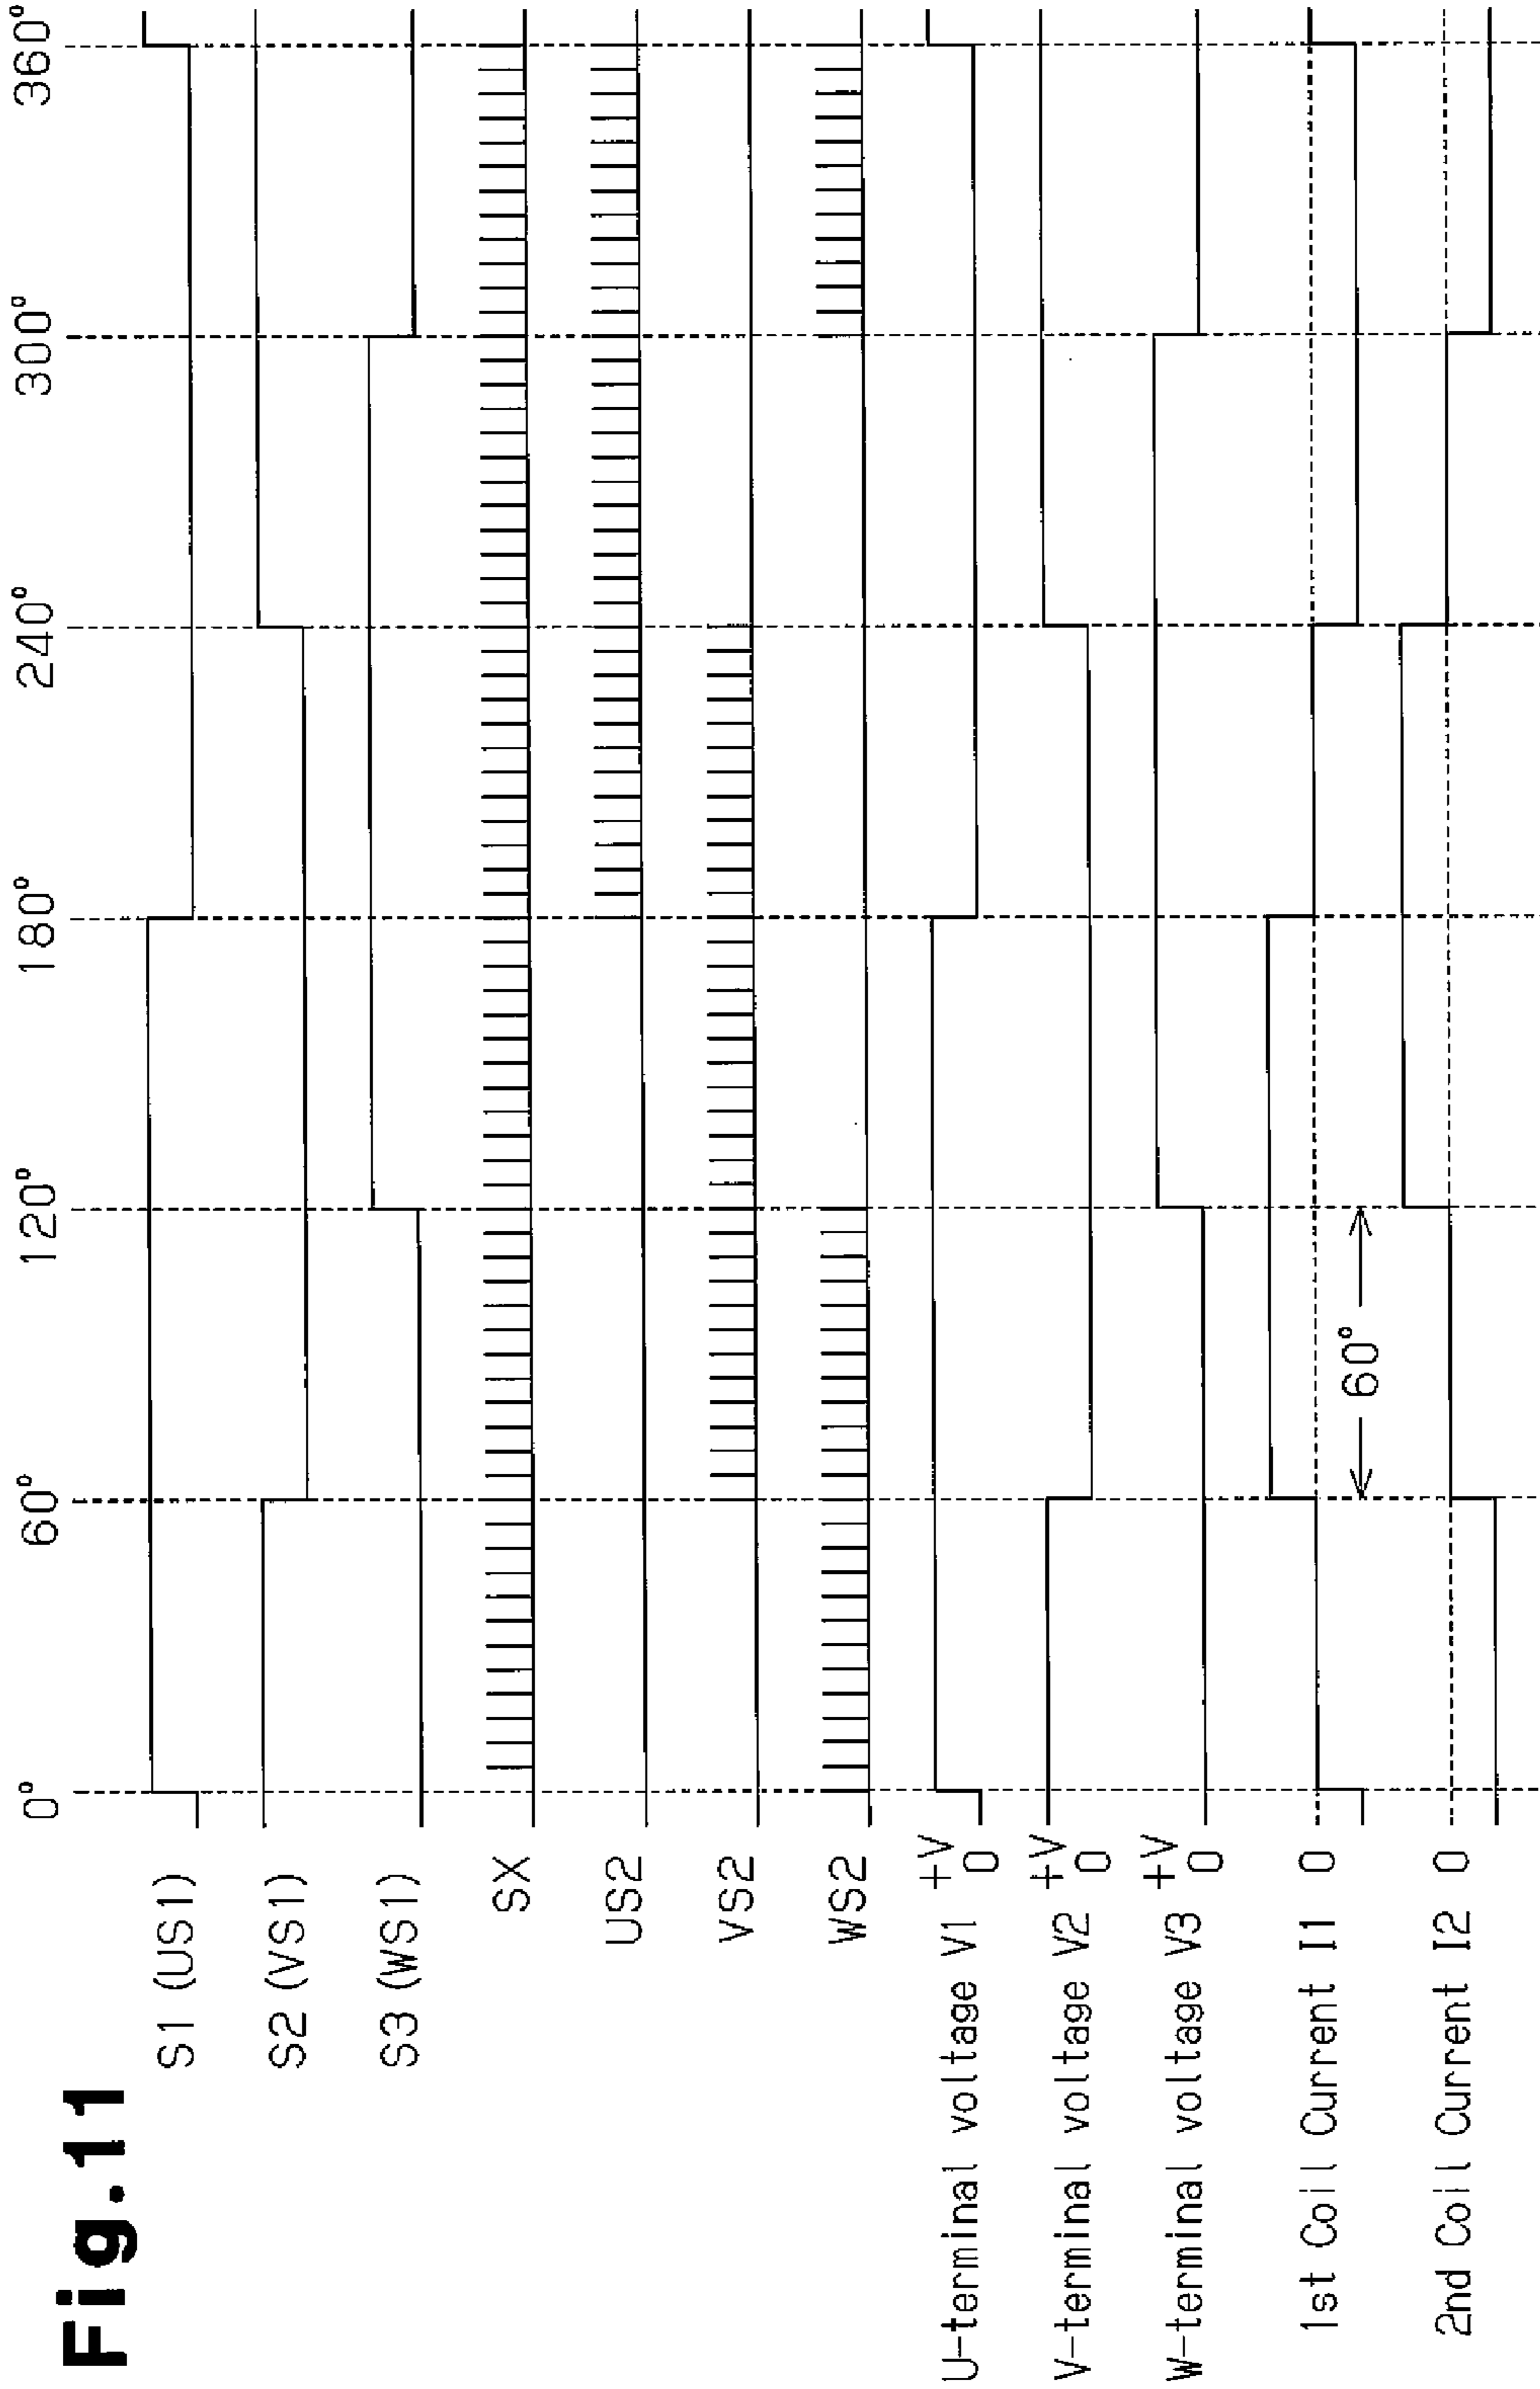 Fig.11
0° 60° 120° 180° 240° 300° 360°
S1 (US1)
S2 (VS1)
S3 (WS1)
SX
US2
VS2
WS2
U-terminal voltage V1 +V 0
V-terminal voltage V2 +V 0
W-terminal voltage V3 +V 0
1st Coil Current I1 0
60°
2nd Coil Current I2 0